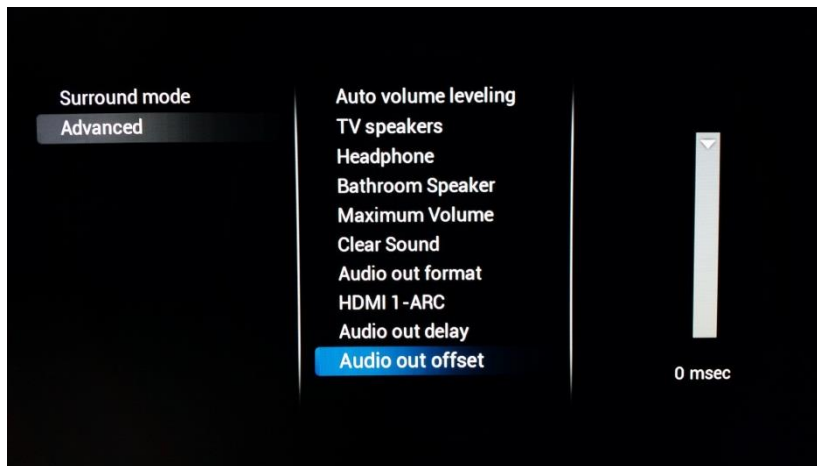 Surround mode
Advanced
Auto volume leveling
TV speakers
Headphone
Bathroom Speaker
Maximum Volume
Clear Sound
Audio out format
HDMI 1-ARC
Audio out delay
Audio out offset
0 msec